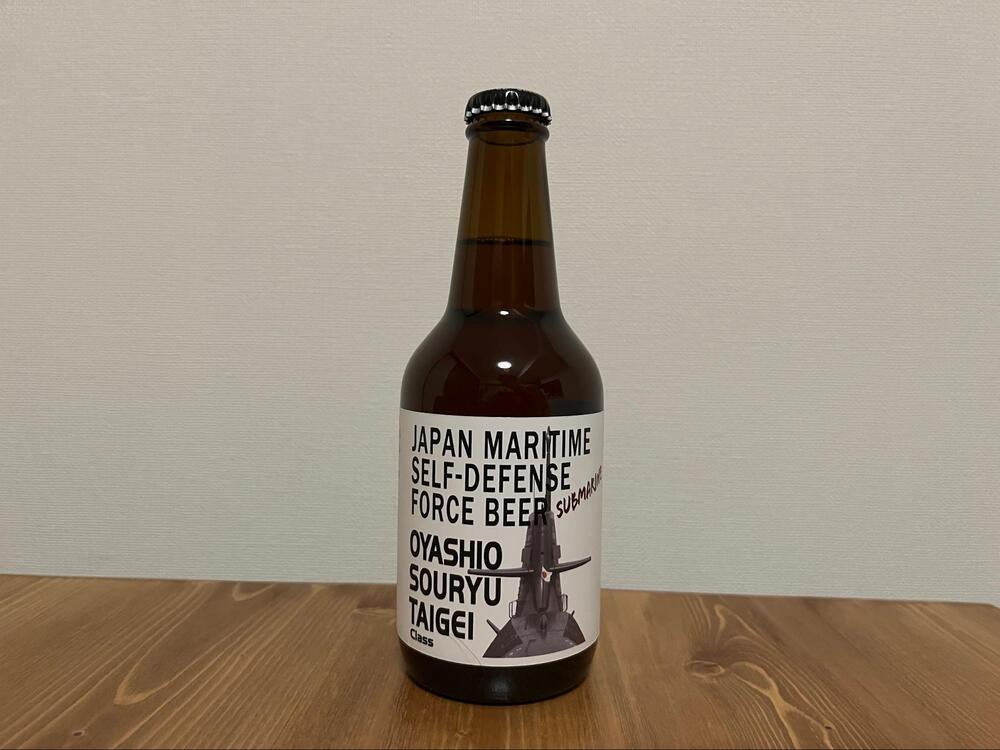 JAPAN MARITIME
SELF-DEFENSE
FORCE BEER
SUBMARINE
OYASHIO
SOURYU
TAIGEI
Class